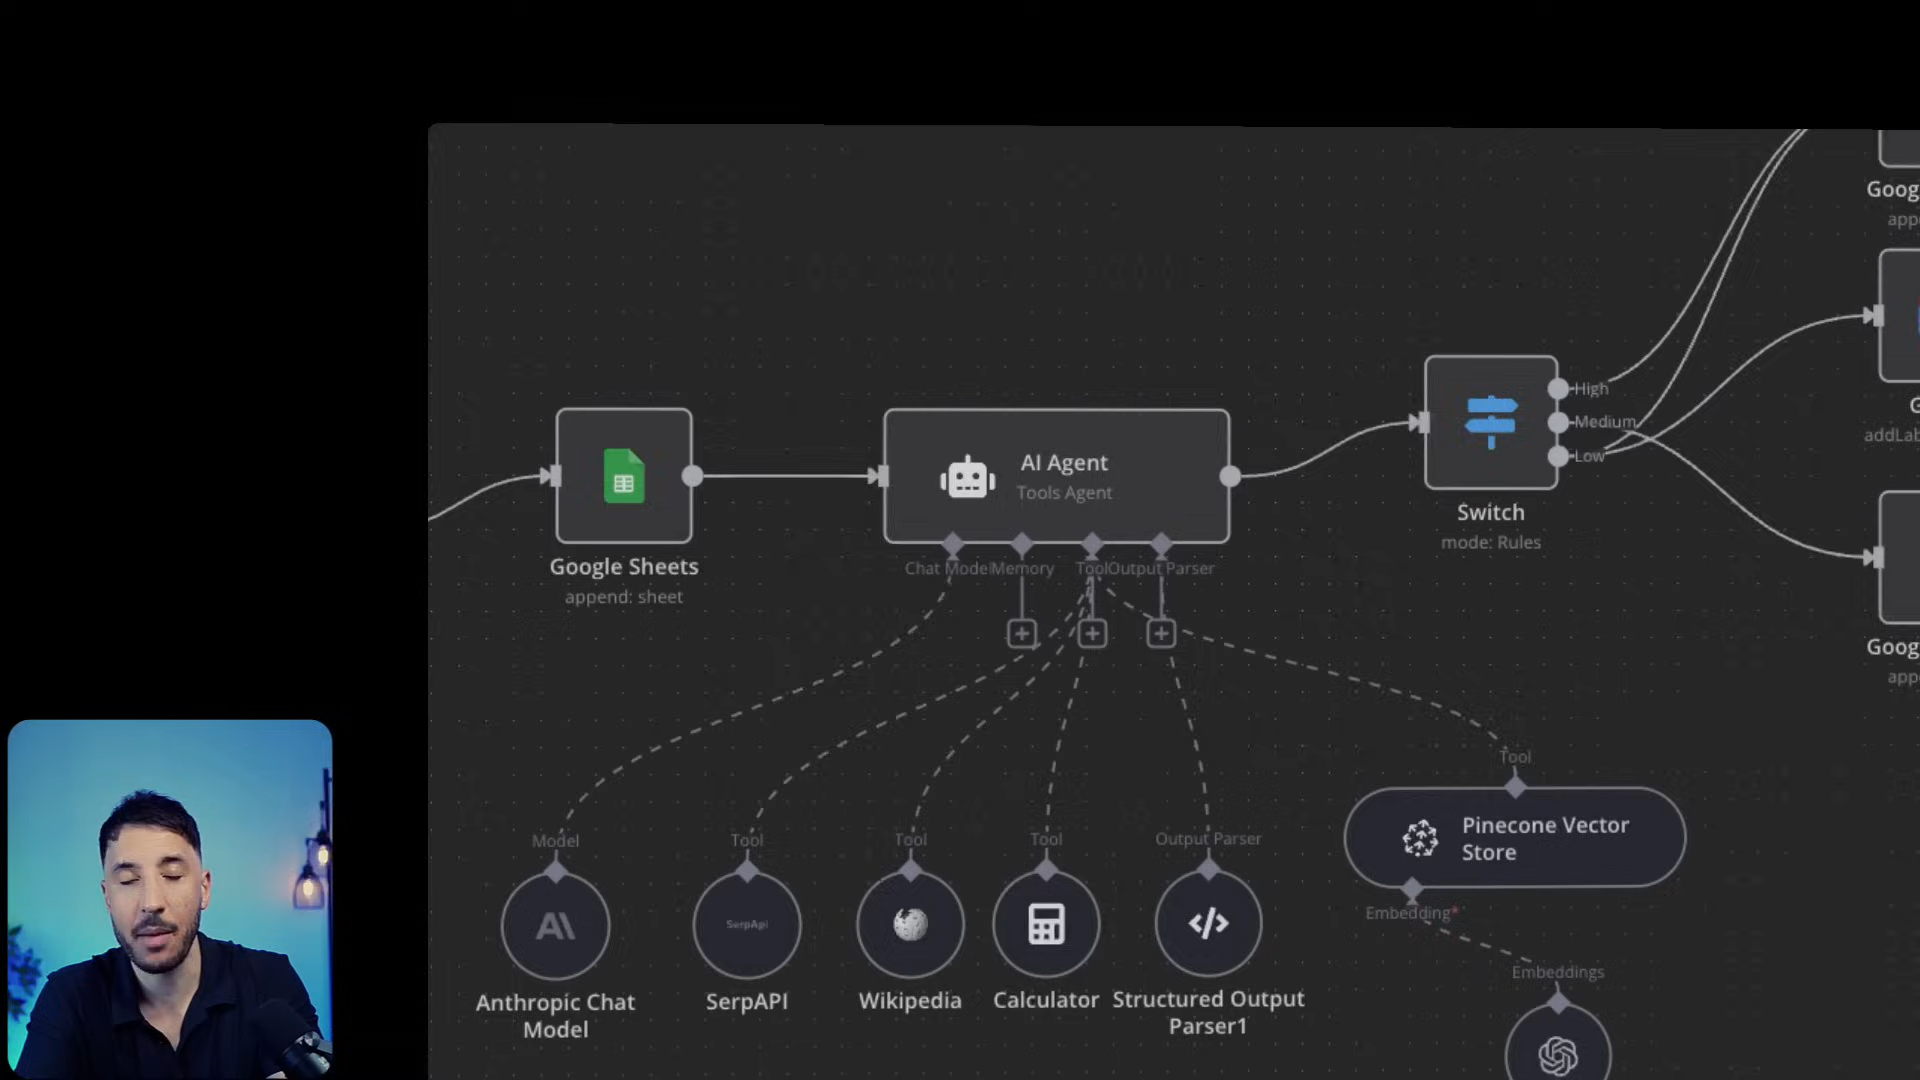 Goog
app
High
Medium
Low
addLab
AI Agent
Tools Agent
Switch
mode: Rules
Google Sheets
append: sheet
Chat Model
Memory
Tool
Output Parser
Goog
app
Tool
Pinecone Vector
Store
Embedding*
Embeddings
Model
Tool
Tool
Tool
Output Parser
SerpApi
Anthropic Chat
Model
SerpAPI
Wikipedia
Calculator
Structured Output
Parser1